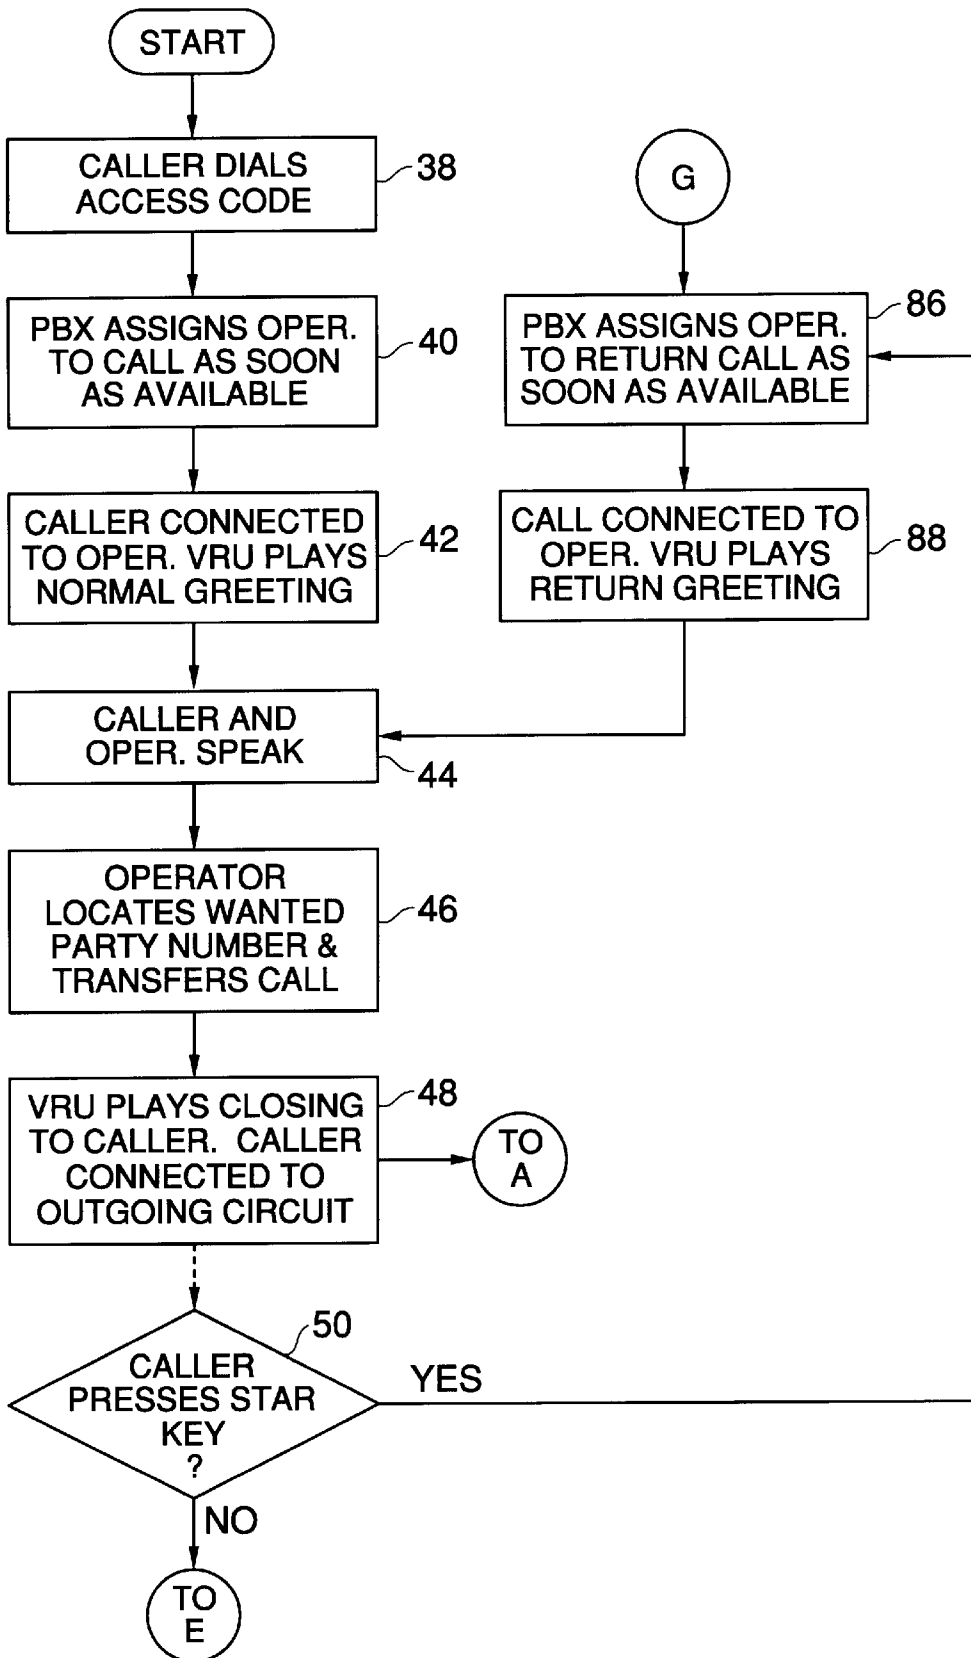 START
CALLER DIALS
ACCESS CODE
38
PBX ASSIGNS OPER.
TO CALL AS SOON
AS AVAILABLE
40
CALLER CONNECTED
TO OPER. VRU PLAYS
NORMAL GREETING
42
CALLER AND
OPER. SPEAK
44
OPERATOR
LOCATES WANTED
PARTY NUMBER &
TRANSFERS CALL
46
VRU PLAYS CLOSING
TO CALLER. CALLER
CONNECTED TO
OUTGOING CIRCUIT
48
TO
A
CALLER
PRESSES STAR
KEY
?
50
YES
NO
TO
E
G
PBX ASSIGNS OPER.
TO RETURN CALL AS
SOON AS AVAILABLE
86
CALL CONNECTED TO
OPER. VRU PLAYS
RETURN GREETING
88